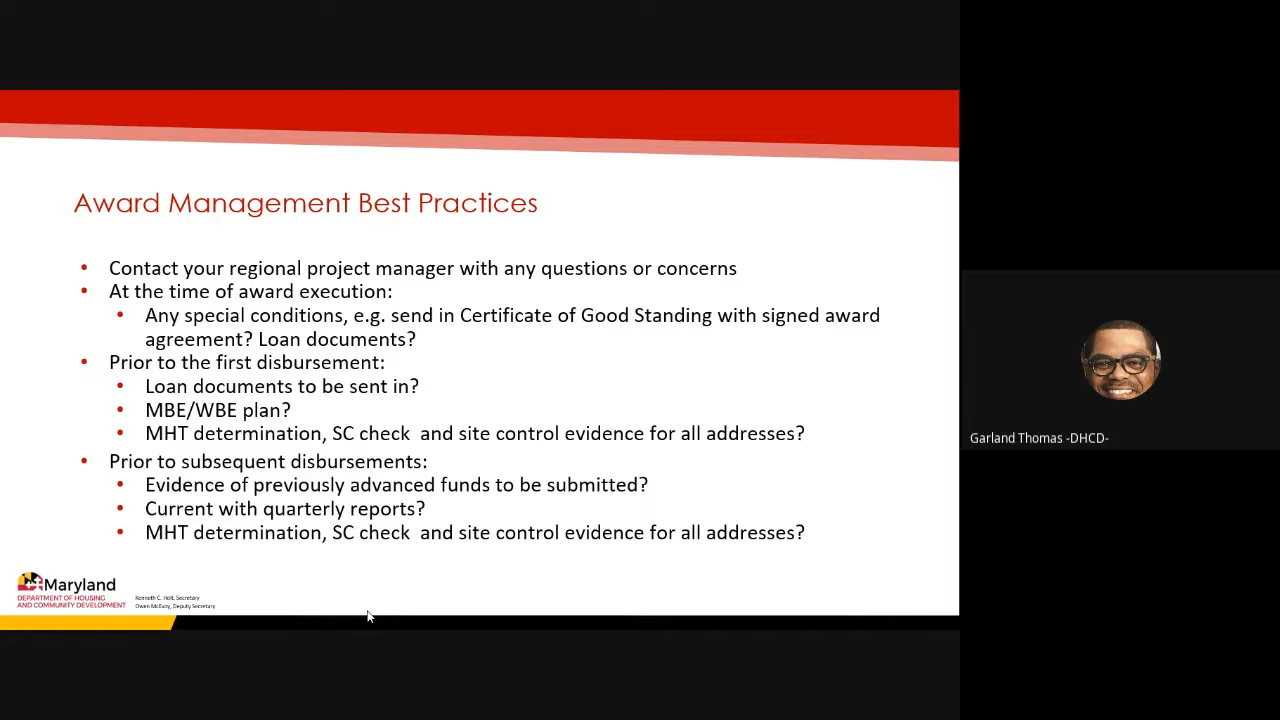 Award Management Best Practices
• Contact your regional project manager with any questions or concerns
• At the time of award execution:
• Any special conditions, e.g. send in Certificate of Good Standing with signed award
agreement? Loan documents?
• Prior to the first disbursement:
• Loan documents to be sent in?
• MBE/WBE plan?
• MHT determination, SC check  and site control evidence for all addresses?
• Prior to subsequent disbursements:
• Evidence of previously advanced funds to be submitted?
• Current with quarterly reports?
• MHT determination, SC check  and site control evidence for all addresses?
Maryland
DEPARTMENT OF HOUSING
AND COMMUNITY DEVELOPMENT
Kenneth C. Holt, Secretary
Owen McEvoy, Deputy Secretary
Garland Thomas -DHCD-